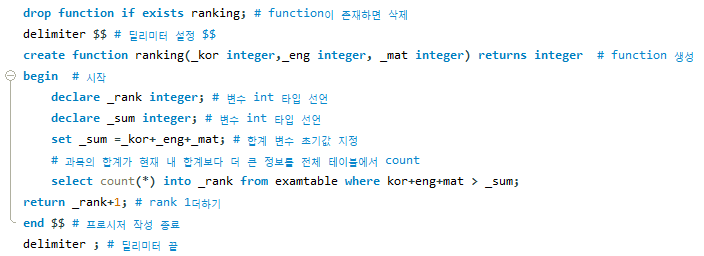 drop function if exists ranking; # function이 존재하면 삭제
delimiter $$ # 딜리미터 설정 $$
create function ranking(_kor integer,_eng integer, _mat integer) returns integer  # function 생성
begin  # 시작
declare _rank integer; # 변수 int 타입 선언
declare _sum integer; # 변수 int 타입 선언
set _sum =_kor+_eng+_mat; # 합계 변수 초기값 지정
# 과목의 합계가 현재 내 합계보다 더 큰 정보를 전체 테이블에서 count
select count(*) into _rank from examtable where kor+eng+mat > _sum;
return _rank+1; # rank 1더하기
end $$ # 프로시저 작성 종료
delimiter ; # 딜리미터 끝